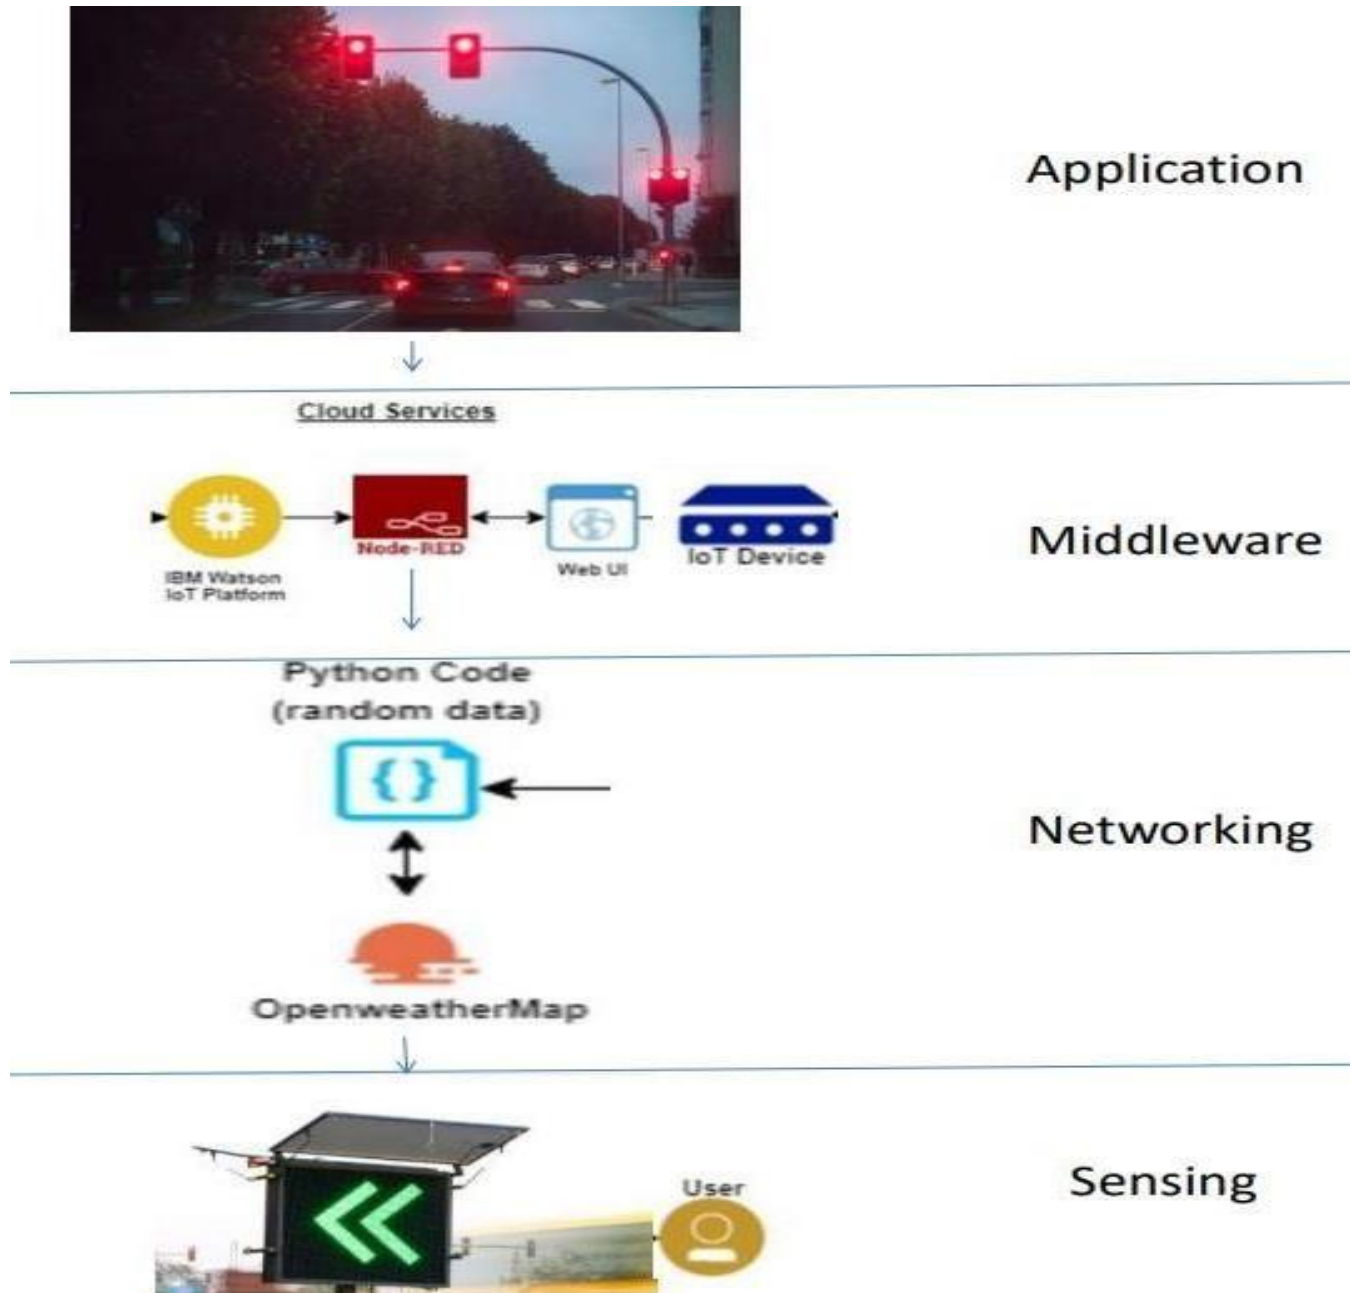 Application
Cloud Services
IBM Watson
IoT Platform
Node-RED
Web UI
IoT Device
Middleware
Python Code
(random data)
Networking
OpenweatherMap
Sensing
User